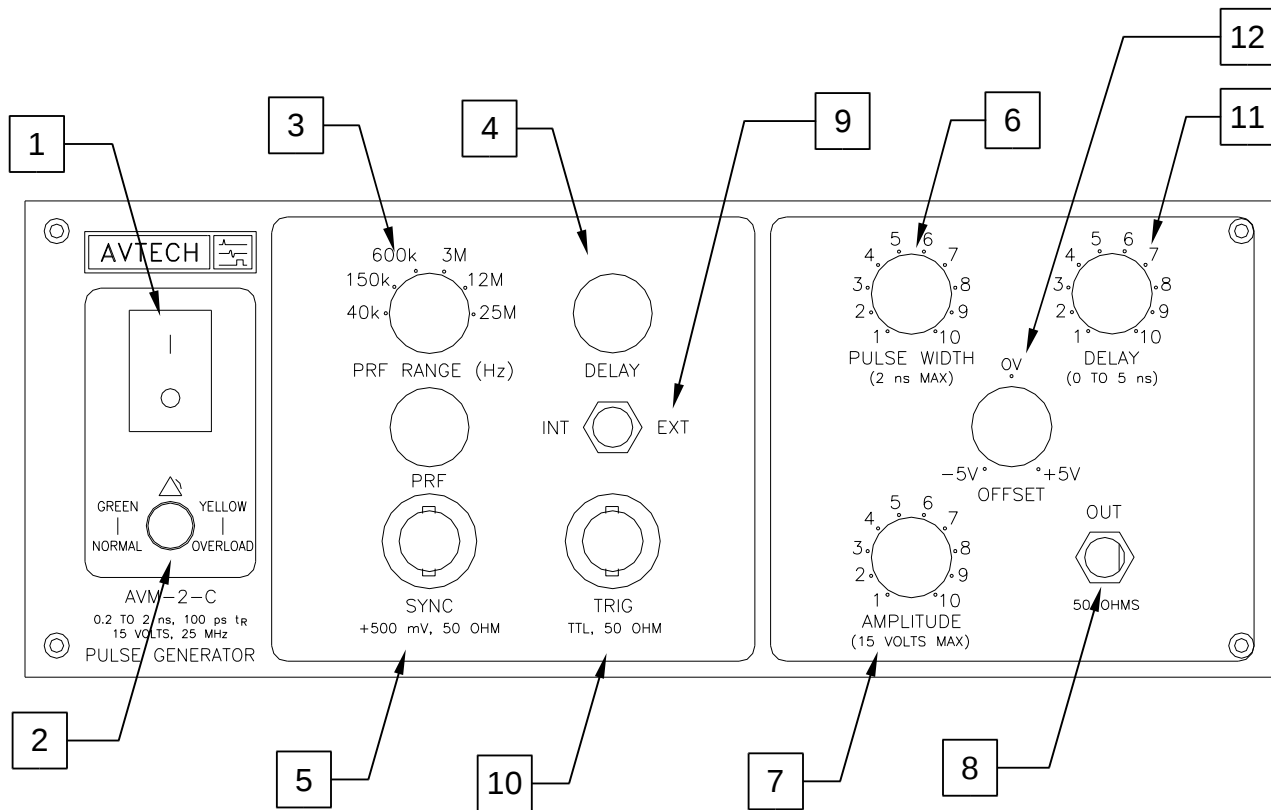 12
3
4
9
6
11
1
AVTECH
I
O
GREEN
NORMAL
YELLOW
OVERLOAD
AVM-2-C
0.2 TO 2 ns, 100 ps tR
15 VOLTS, 25 MHz
PULSE GENERATOR
40k 150k 600k 3M 12M 25M
PRF RANGE (Hz)
DELAY
PRF
INT EXT
SYNC
+500 mV, 50 OHM
TRIG
TTL, 50 OHM
1 2 3 4 5 6 7 8 9 10
PULSE WIDTH
(2 ns MAX)
1 2 3 4 5 6 7 8 9 10
DELAY
(0 TO 5 ns)
0V
-5V +5V
OFFSET
1 2 3 4 5 6 7 8 9 10
AMPLITUDE
(15 VOLTS MAX)
OUT
50 OHMS
2
5
10
7
8